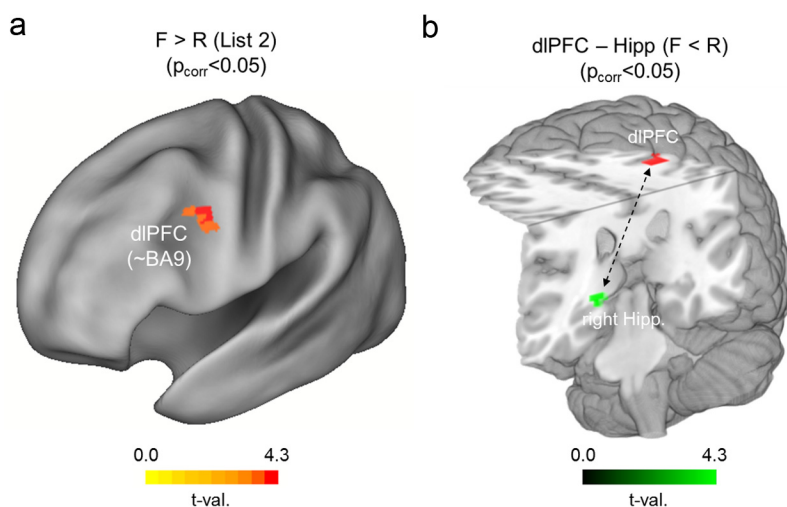 a
F > R (List 2)
(pcorr<0.05)
dlPFC
(~BA9)
0.0
4.3
t-val.
b
dlPFC – Hipp (F < R)
(pcorr<0.05)
dlPFC
right Hipp.
0.0
4.3
t-val.